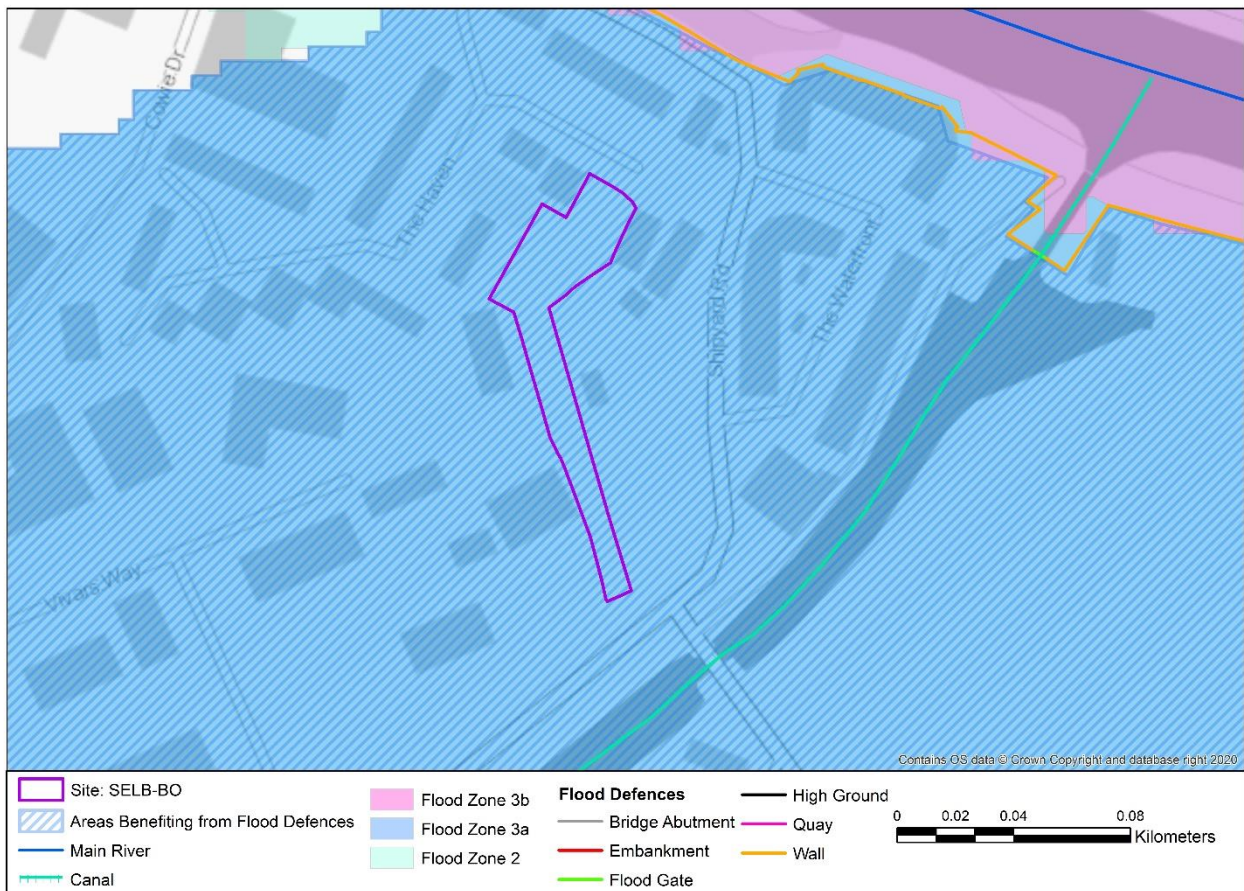 Cowie Dr
The Haven
Shipyard Rd
The Waterfront
Vivars Way
Contains OS data © Crown Copyright and database right 2020
Site: SELB-BO
Areas Benefiting from Flood Defences
Main River
Canal
Flood Zone 3b
Flood Zone 3a
Flood Zone 2
Flood Defences
Bridge Abutment
Embankment
Flood Gate
High Ground
Quay
Wall
0 0.02 0.04 0.08
Kilometers